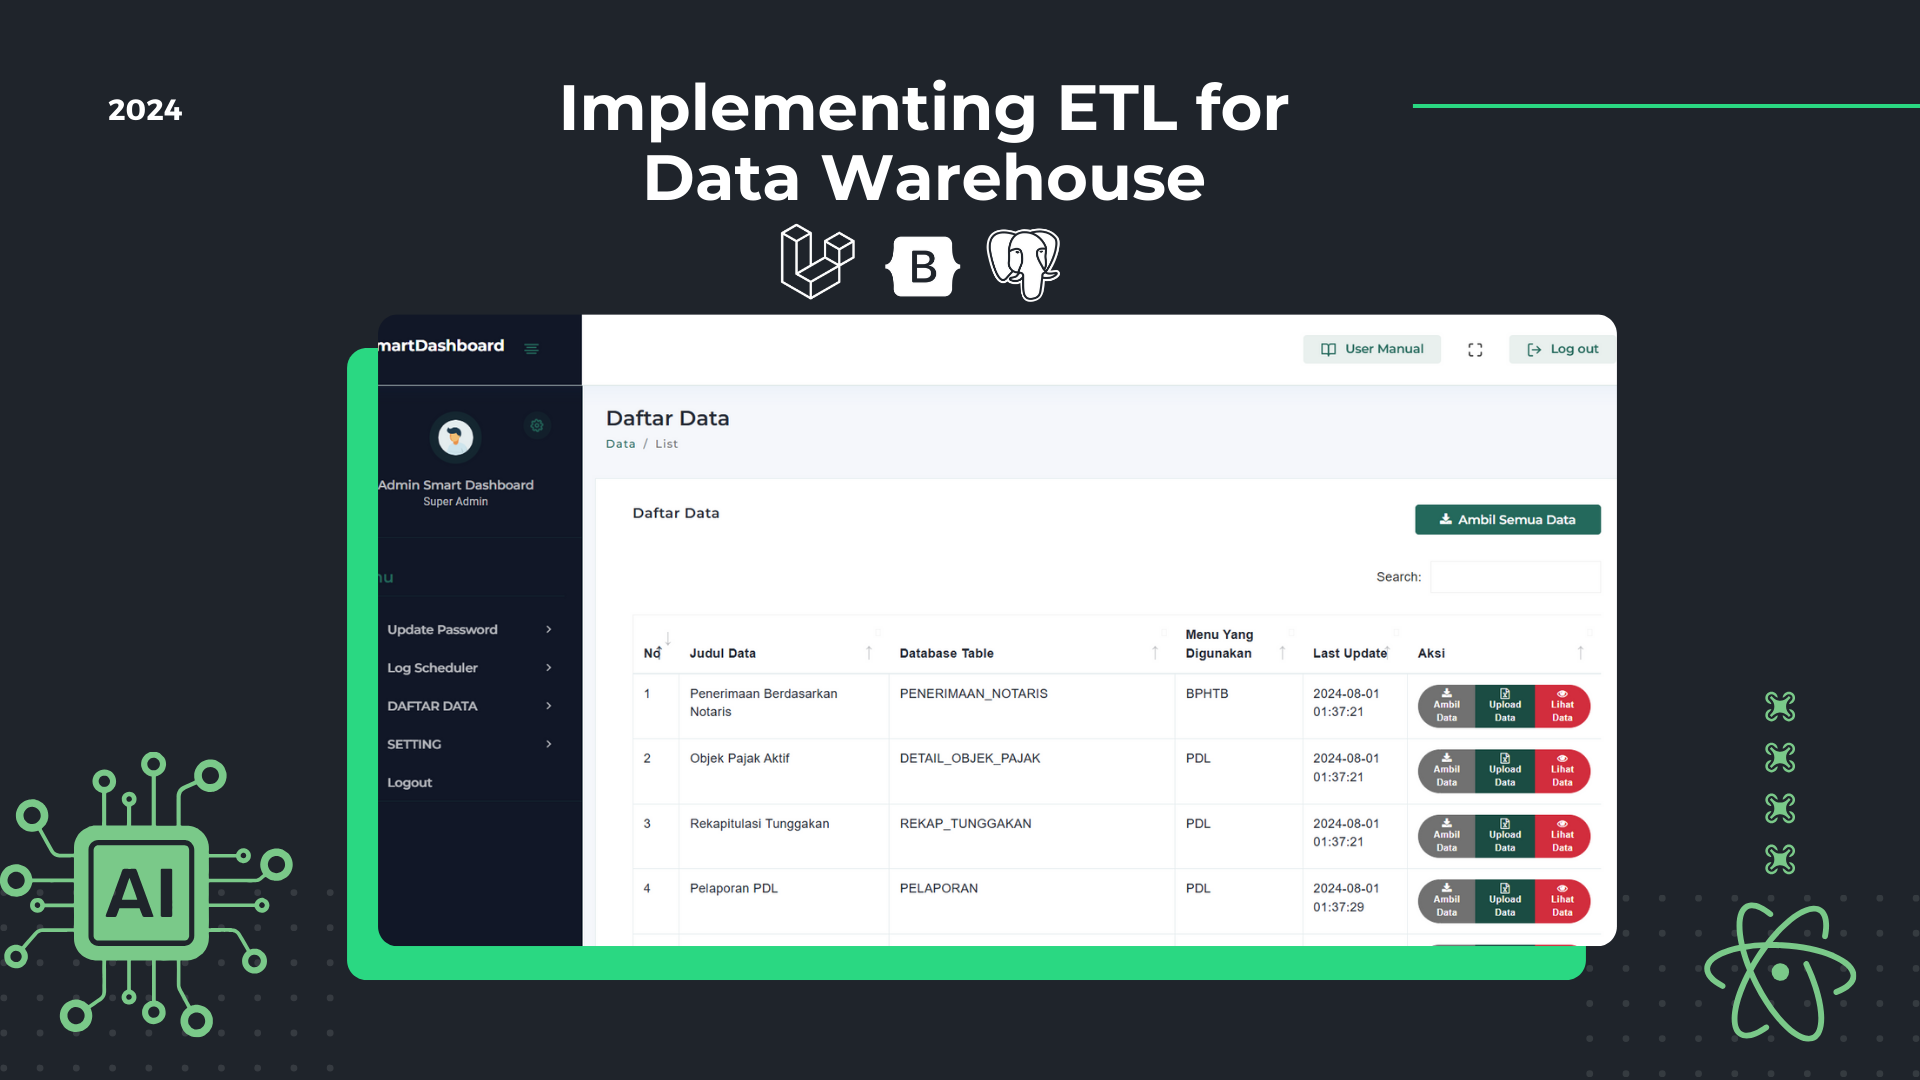 2024
Implementing ETL for
Data Warehouse
B
martDashboard
User Manual
Log out
Admin Smart Dashboard
Super Admin
nu
Update Password
Log Scheduler
DAFTAR DATA
SETTING
Logout
Daftar Data
Data / List
Daftar Data
Ambil Semua Data
Search:
No Judul Data Database Table Menu Yang Digunakan Last Update Aksi
1 Penerimaan Berdasarkan Notaris PENERIMAAN_NOTARIS BPHTB 2024-08-01 01:37:21 Ambil Data Upload Data Lihat Data
2 Objek Pajak Aktif DETAIL_OBJEK_PAJAK PDL 2024-08-01 01:37:21 Ambil Data Upload Data Lihat Data
3 Rekapitulasi Tunggakan REKAP_TUNGGAKAN PDL 2024-08-01 01:37:21 Ambil Data Upload Data Lihat Data
4 Pelaporan PDL PELAPORAN PDL 2024-08-01 01:37:29 Ambil Data Upload Data Lihat Data
AI